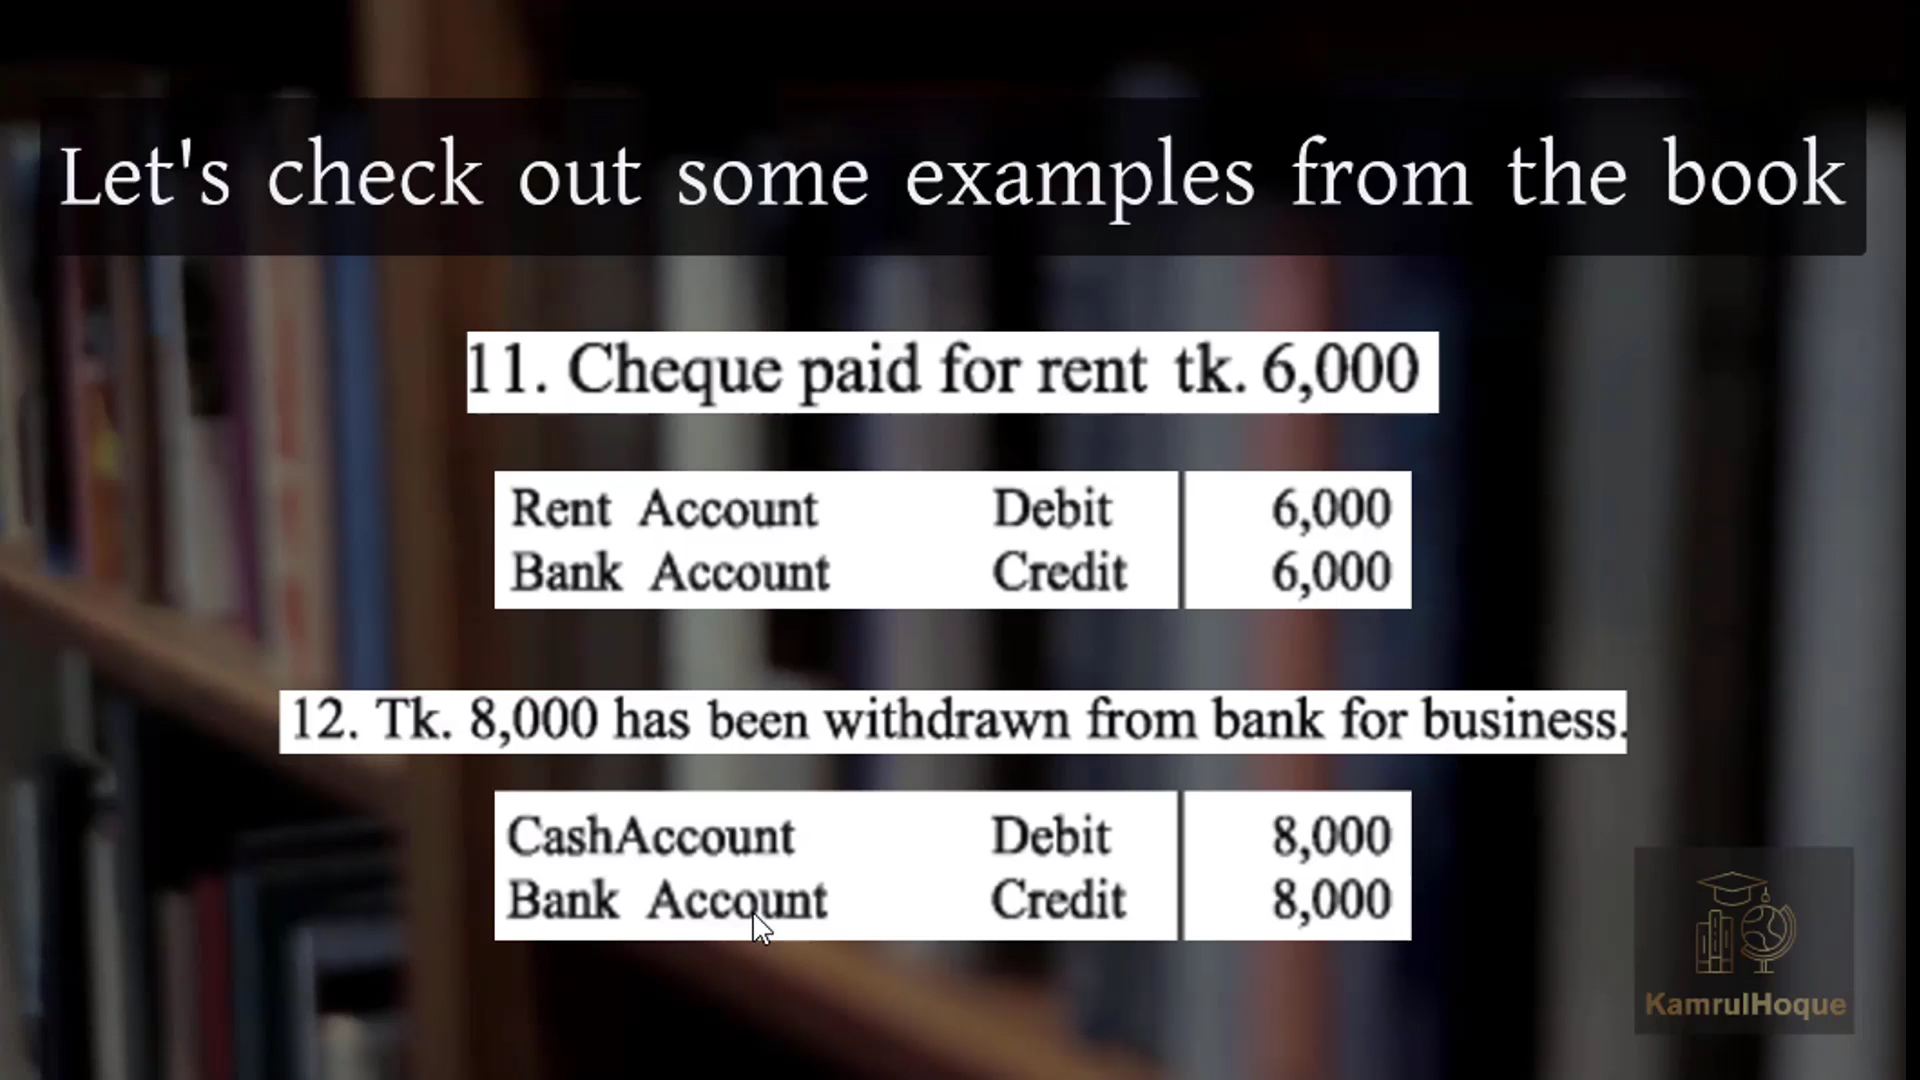 Let's check out some examples from the book
11. Cheque paid for rent tk. 6,000
Rent Account Debit 6,000
Bank Account Credit 6,000
12. Tk. 8,000 has been withdrawn from bank for business.
CashAccount Debit 8,000
Bank Account Credit 8,000
KamrulHoque